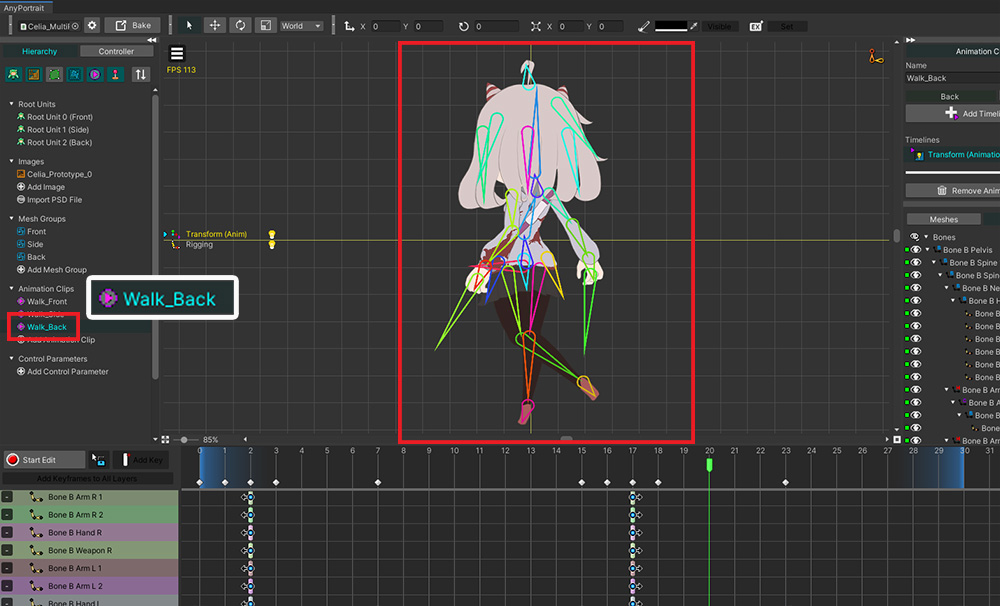 AnyPortrait
Celia_Multi
Bake
World
X 0 Y 0
0
X 0 Y 0
Visible
Set
Hierarchy
Controller
FPS 113
Animation C
Name
Walk_Back
Back
Add Timeli
Timelines
Transform (Animatio
Remove Anim
Meshes
Root Units
Root Unit 0 (Front)
Root Unit 1 (Side)
Root Unit 2 (Back)
Images
Celia_Prototype_0
Add Image
Import PSD File
Mesh Groups
Front
Side
Back
Add Mesh Group
Animation Clips
Walk_Front
Walk_Side
Walk_Back
Add Animation Clip
Control Parameters
Add Control Parameter
Walk_Back
Transform (Anim)
Rigging
Bones
Bone B Pelvis
Bone B Spine
Bone B Spin
Bone B Ne
Bone B H
Bone B
Bone B
Bone B
Bone B
Bone B
Bone B
Bone B Ar
Bone B A
Bone B
Bone
Bone B Ar
85%
Start Edit
Add Key
Add Keyframes to All Layers
0 1 2 3 4 5 6 7 8 9 10 11 12 13 14 15 16 17 18 19 20 21 22 23 24 25 26 27 28 29 30 31
Bone B Arm R 1
Bone B Arm R 2
Bone B Hand R
Bone B Weapon R
Bone B Arm L 1
Bone B Arm L 2
Bone B Hand L